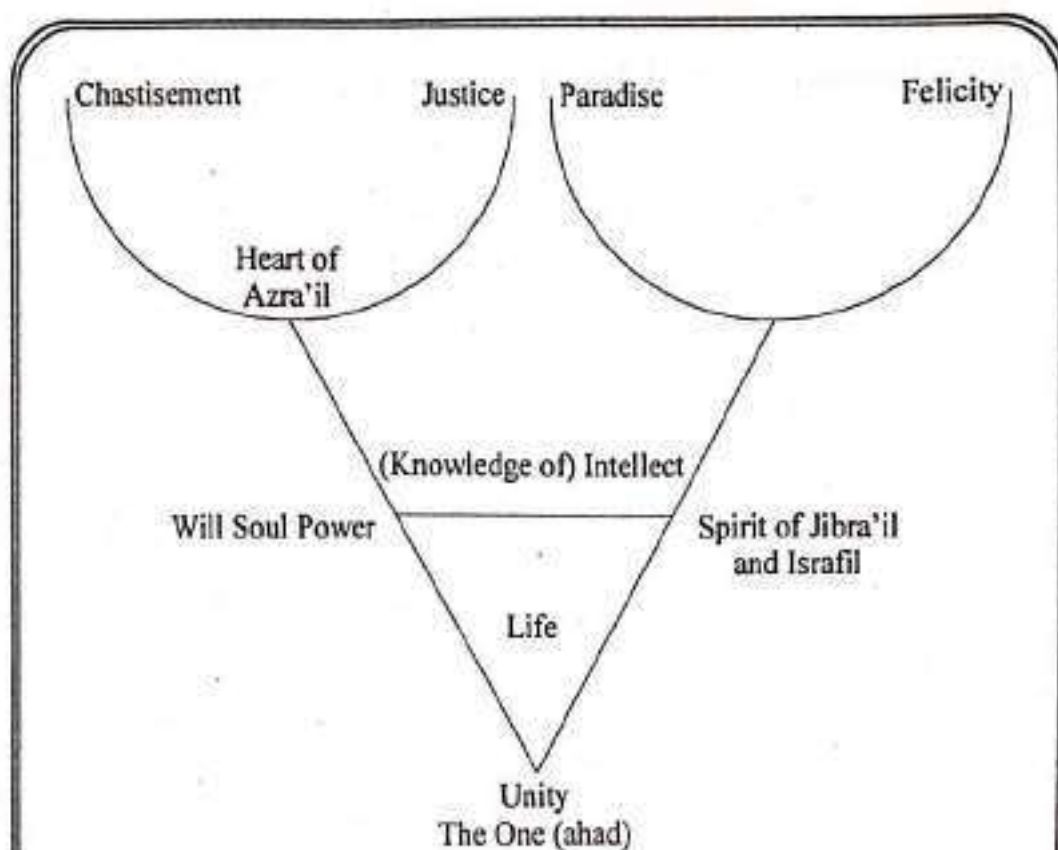 Chastisement
Justice
Paradise
Felicity
Heart of
Azra'il
(Knowledge of) Intellect
Will Soul Power
Spirit of Jibra'il
and Israfil
Life
Unity
The One (ahad)